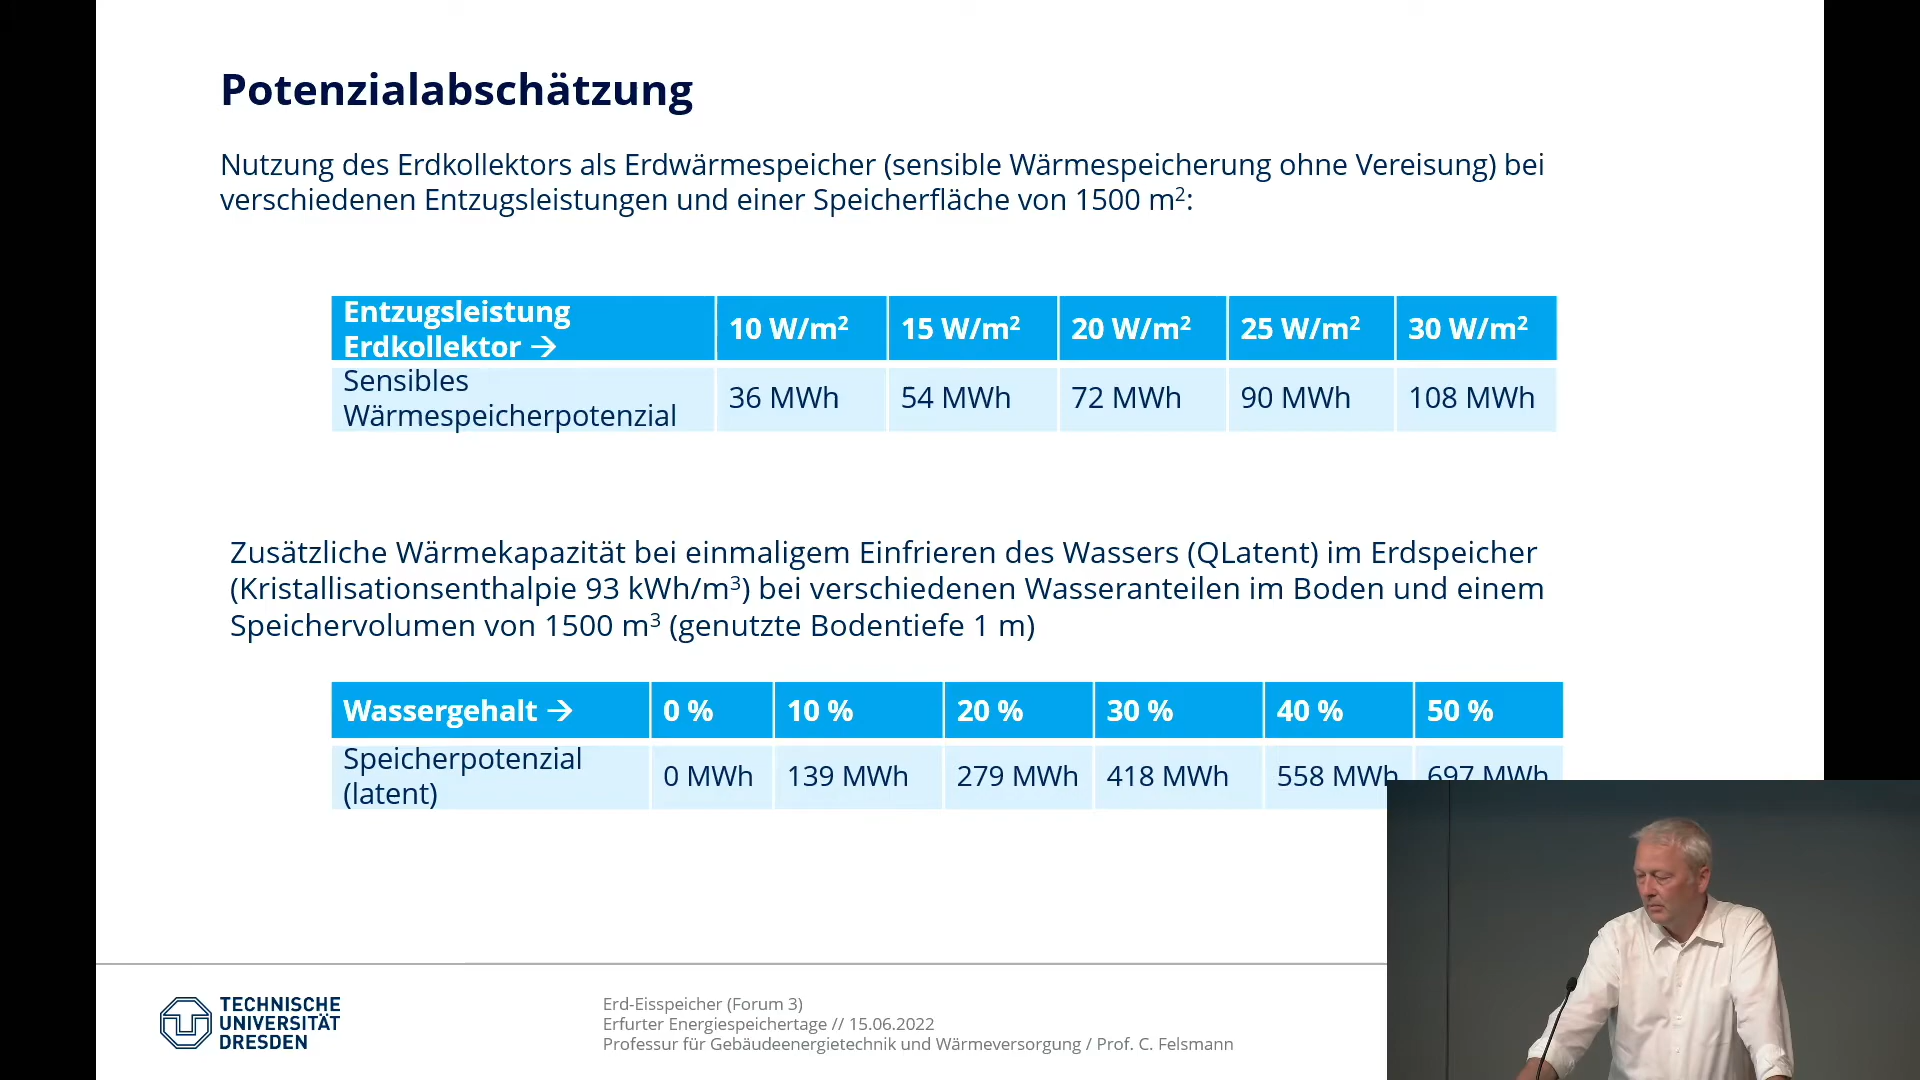 Potenzialabschätzung
Nutzung des Erdkollektors als Erdwärmespeicher (sensible Wärmespeicherung ohne Vereisung) bei
verschiedenen Entzugsleistungen und einer Speicherfläche von 1500 m²:
Entzugsleistung
Erdkollektor → 10 W/m² 15 W/m² 20 W/m² 25 W/m² 30 W/m²
Sensibles
Wärmespeicherpotenzial 36 MWh 54 MWh 72 MWh 90 MWh 108 MWh
Zusätzliche Wärmekapazität bei einmaligem Einfrieren des Wassers (QLatent) im Erdspeicher
(Kristallisationsenthalpie 93 kWh/m³) bei verschiedenen Wasseranteilen im Boden und einem
Speichervolumen von 1500 m³ (genutzte Bodentiefe 1 m)
Wassergehalt → 0 % 10 % 20 % 30 % 40 % 50 %
Speicherpotenzial
(latent) 0 MWh 139 MWh 279 MWh 418 MWh 558 MWh 697 MWh
TECHNISCHE
UNIVERSITÄT
DRESDEN
Erd-Eisspeicher (Forum 3)
Erfurter Energiespeichertage // 15.06.2022
Professur für Gebäudeenergietechnik und Wärmeversorgung / Prof. C. Felsmann